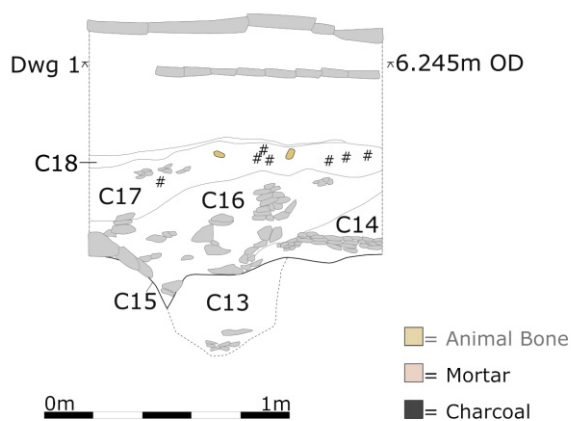 Dwg 1 6.245m OD
C18
C17 C16
C14
C15 C13
= Animal Bone
= Mortar
= Charcoal
0m 1m
# # # # # # # #